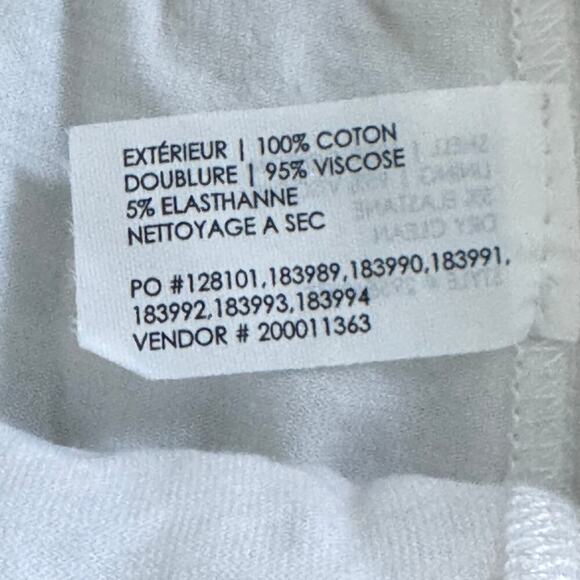 EXTÉRIEUR | 100% COTON
DOUBLURE | 95% VISCOSE
5% ELASTHANNE
NETTOYAGE A SEC
PO #128101,183989,183990,183991,
183992,183993,183994
VENDOR # 200011363